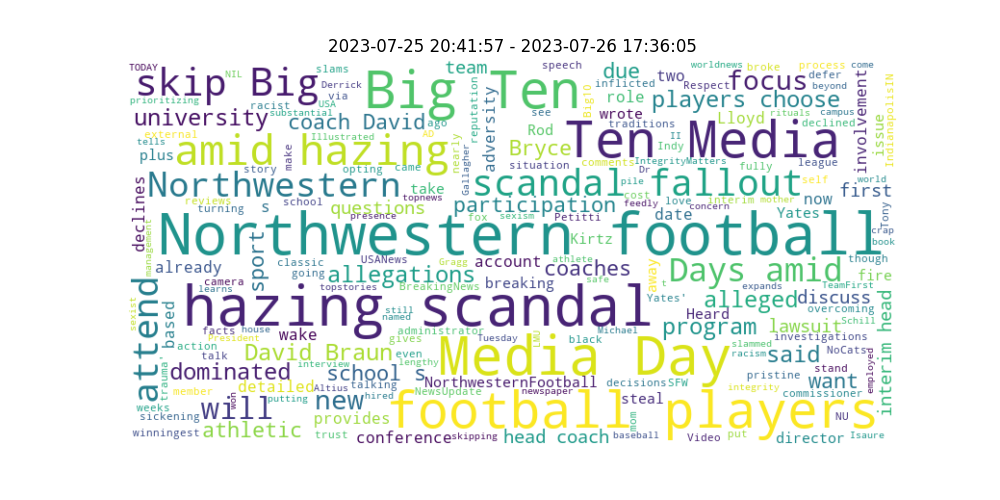 2023-07-25 20:41:57 - 2023-07-26 17:36:05
TODAY
NIL
slams
team
speech
due
worldnews
broke
process
come
skip Big
Derrick
Big Ten
inflicted
two
focus
defer
beyond
prioritizing
racist
USA
via
reputation
Big10
role
wrote
Respect
players choose
involvement
issue
IndianapolisIN
substantial
university
coach David
ago
adversity
see
traditions
Lloyd
rituals
campus
declined
external
tells
Illustrated
AD
nearly
Rod
Bryce
II
Indy
Ten Media
amid hazing
make
plus
story
opting
came
Gallagher
situation
comments
IntegrityMatters
Dr
league
fully
Northwestern
school
take
topnews
scandal fallout
pile
cost
love
interim
mother
self
now
world
first
declines
reviews
turning
s
questions
presence
participation
fox
sexism
Petitti
feedly
concern
date
Yates
Tony
crap
book
Northwestern football
Kirtz
management
sport
classic
going
USANews
Gragg
account
athlete
coaches
safe
away
t
Days amid
though
fire
already
camera
learns
allegations
topstories
BreakingNews
breaking
Yates'
expands
TeamFirst
alleged
discuss
overcoming
hazing scandal
still
named
Heard
Schill
attend
sexist
based
facts
house
President
wake
administrator
gives
Tuesday
LMU
Michael
black
program
lawsuit
investigations
slammed
racism
NoCats
interim head
action
talk
David Braun
interview
even
lengthy
Media Day
said
stand
pristine
employed
trauma'
dominated
school s
talking
NorthwesternFootball
decisions
SFW
want
commissioner
member
detailed
Altius
hired
NewsUpdate
newspaper
steal
integrity
weeks
sickening
will
won
putting
new
football players
NU
winningest
athletic
provides
trust
conference
skipping
head coach
baseball
mom
Video
put
director
Isaure